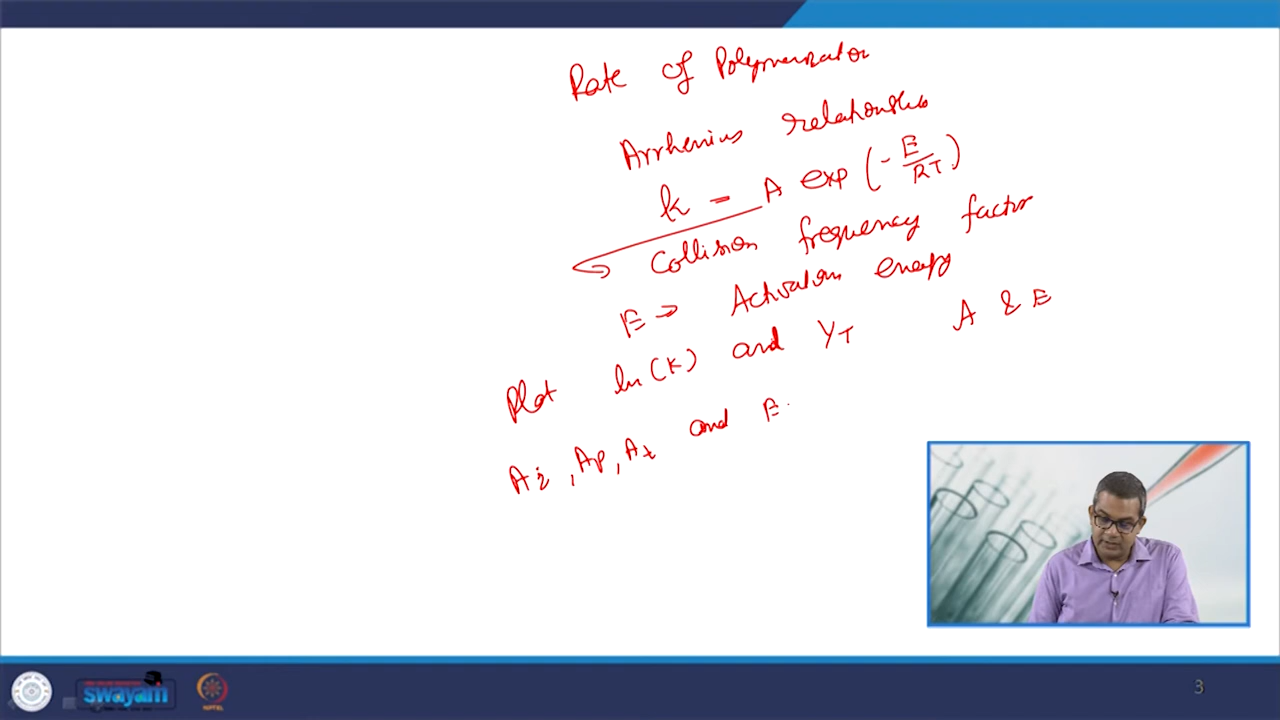 Rate of Polymerization
Arrhenius relationship
k = A exp (- E/RT)
Collision frequency factor
E → Activation energy
Plot ln(k) and 1/T A & E
Ai, Ap, At and E
3
swayam
NPTEL